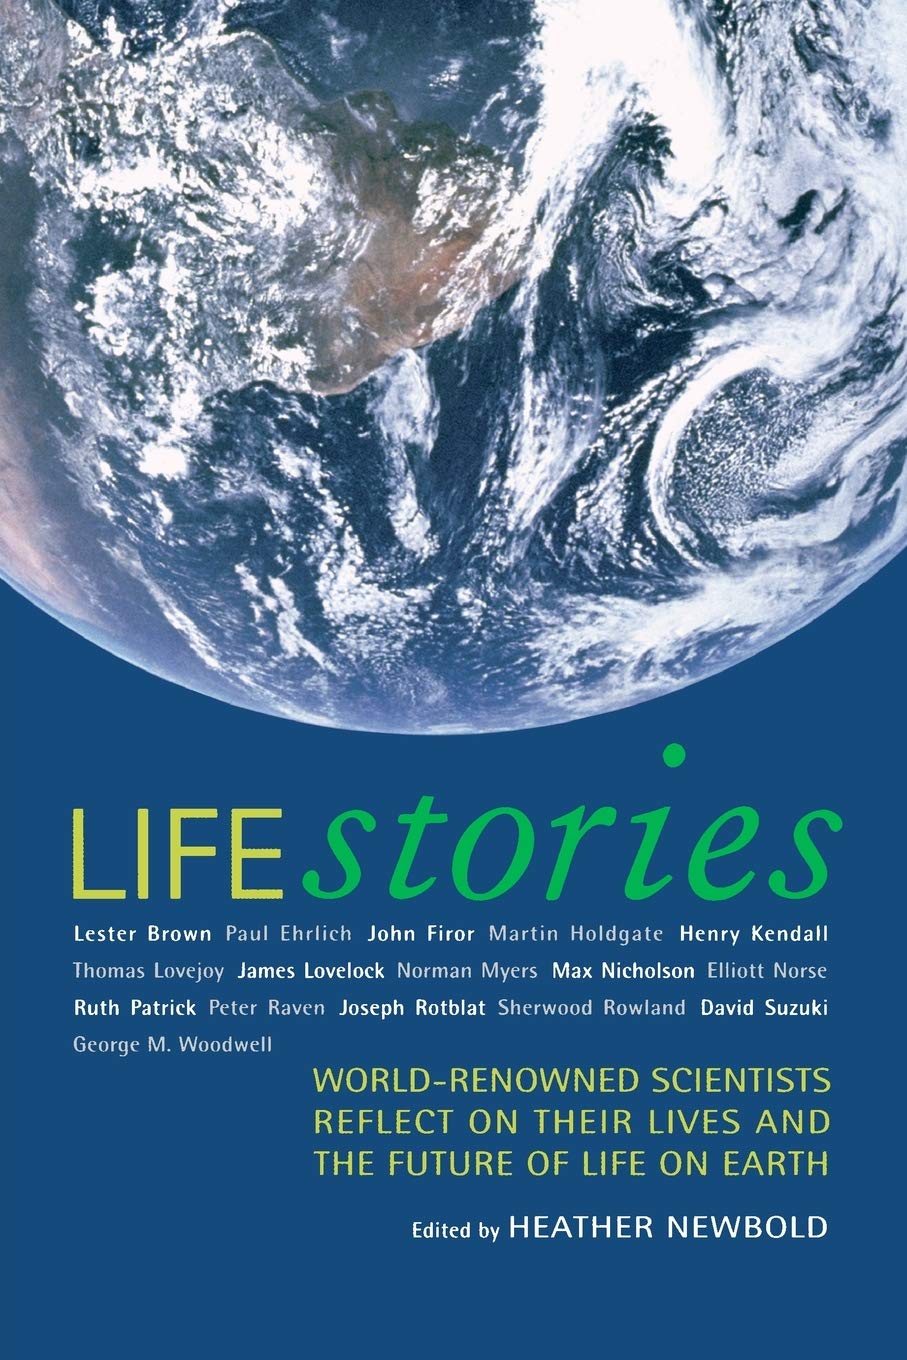 LIFE stories
Lester Brown Paul Ehrlich John Firor Martin Holdgate Henry Kendall
Thomas Lovejoy James Lovelock Norman Myers Max Nicholson Elliott Norse
Ruth Patrick Peter Raven Joseph Rotblat Sherwood Rowland David Suzuki
George M. Woodwell
WORLD-RENOWNED SCIENTISTS
REFLECT ON THEIR LIVES AND
THE FUTURE OF LIFE ON EARTH
Edited by HEATHER NEWBOLD